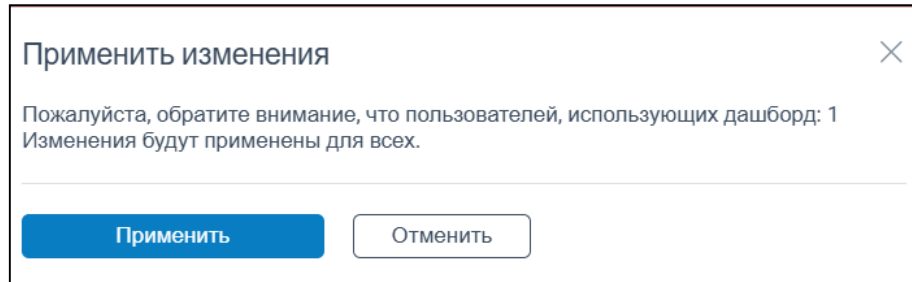 Применить изменения
Пожалуйста, обратите внимание, что пользователей, использующих дашборд: 1
Изменения будут применены для всех.
Применить
Отменить